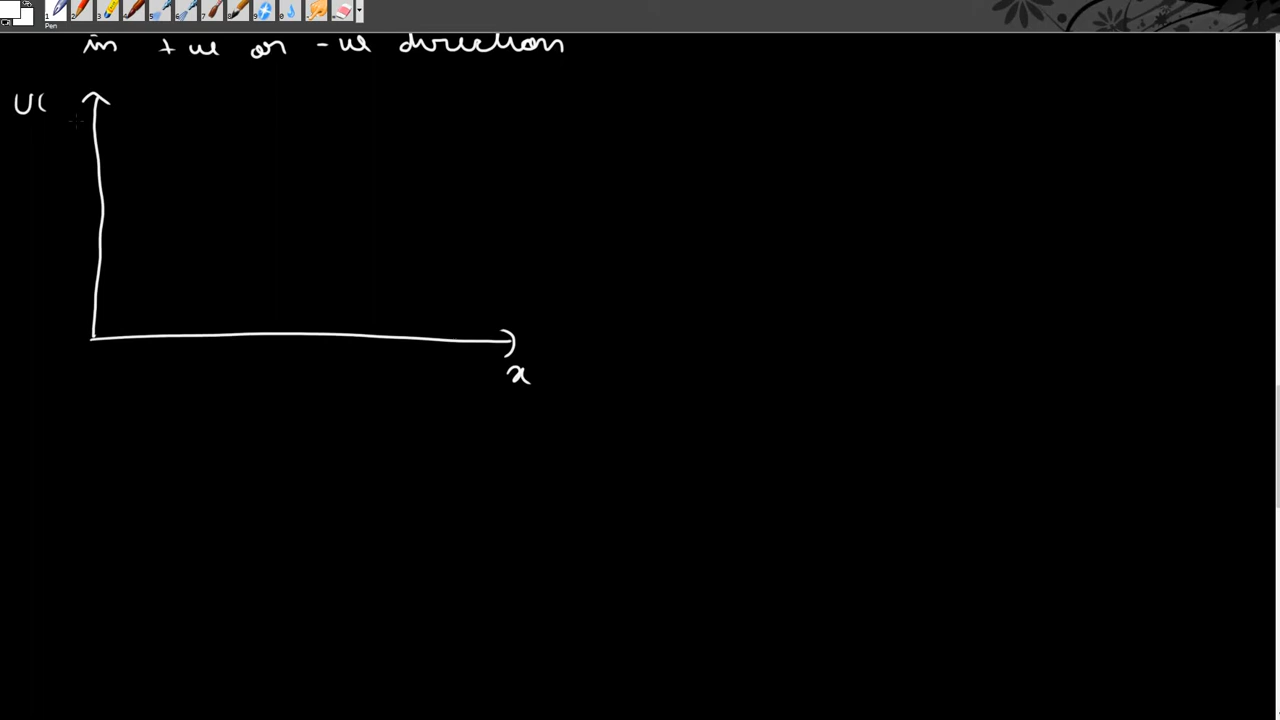 in +ve or -ve direction
U(
x